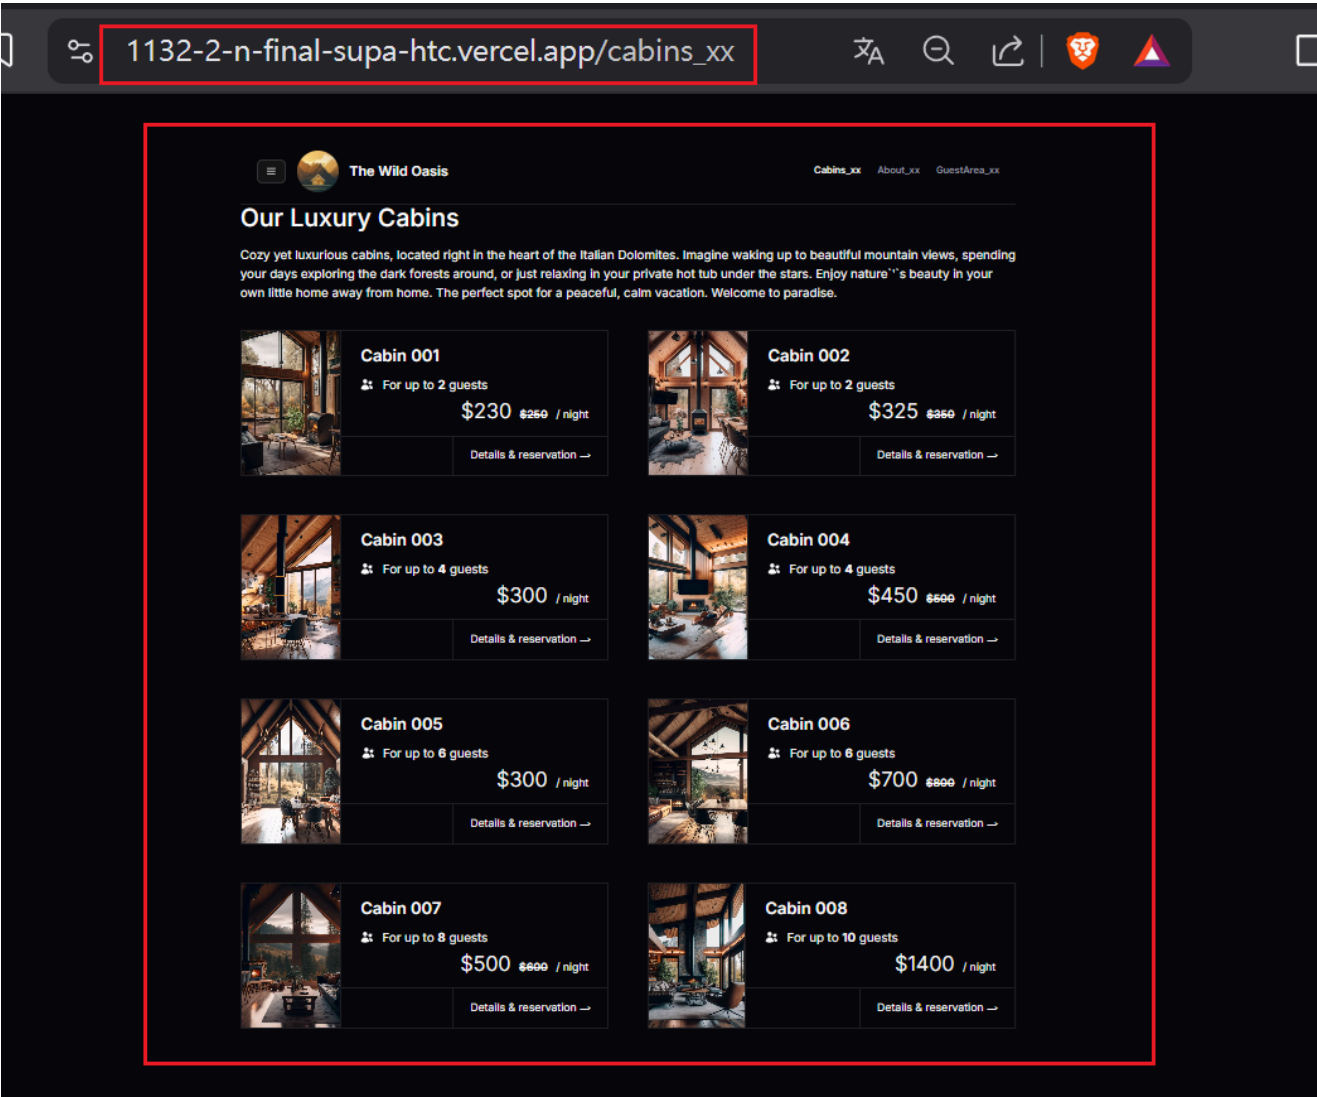 1132-2-n-final-supa-htc.vercel.app/cabins_xx
The Wild Oasis
Cabins_xx About_xx GuestArea_xx
Our Luxury Cabins
Cozy yet luxurious cabins, located right in the heart of the Italian Dolomites. Imagine waking up to beautiful mountain views, spending
your days exploring the dark forests around, or just relaxing in your private hot tub under the stars. Enjoy nature`'`s beauty in your
own little home away from home. The perfect spot for a peaceful, calm vacation. Welcome to paradise.
Cabin 001
For up to 2 guests
$230 $250 / night
Details & reservation →
Cabin 002
For up to 2 guests
$325 $350 / night
Details & reservation →
Cabin 003
For up to 4 guests
$300 / night
Details & reservation →
Cabin 004
For up to 4 guests
$450 $500 / night
Details & reservation →
Cabin 005
For up to 6 guests
$300 / night
Details & reservation →
Cabin 006
For up to 6 guests
$700 $800 / night
Details & reservation →
Cabin 007
For up to 8 guests
$500 $600 / night
Details & reservation →
Cabin 008
For up to 10 guests
$1400 / night
Details & reservation →